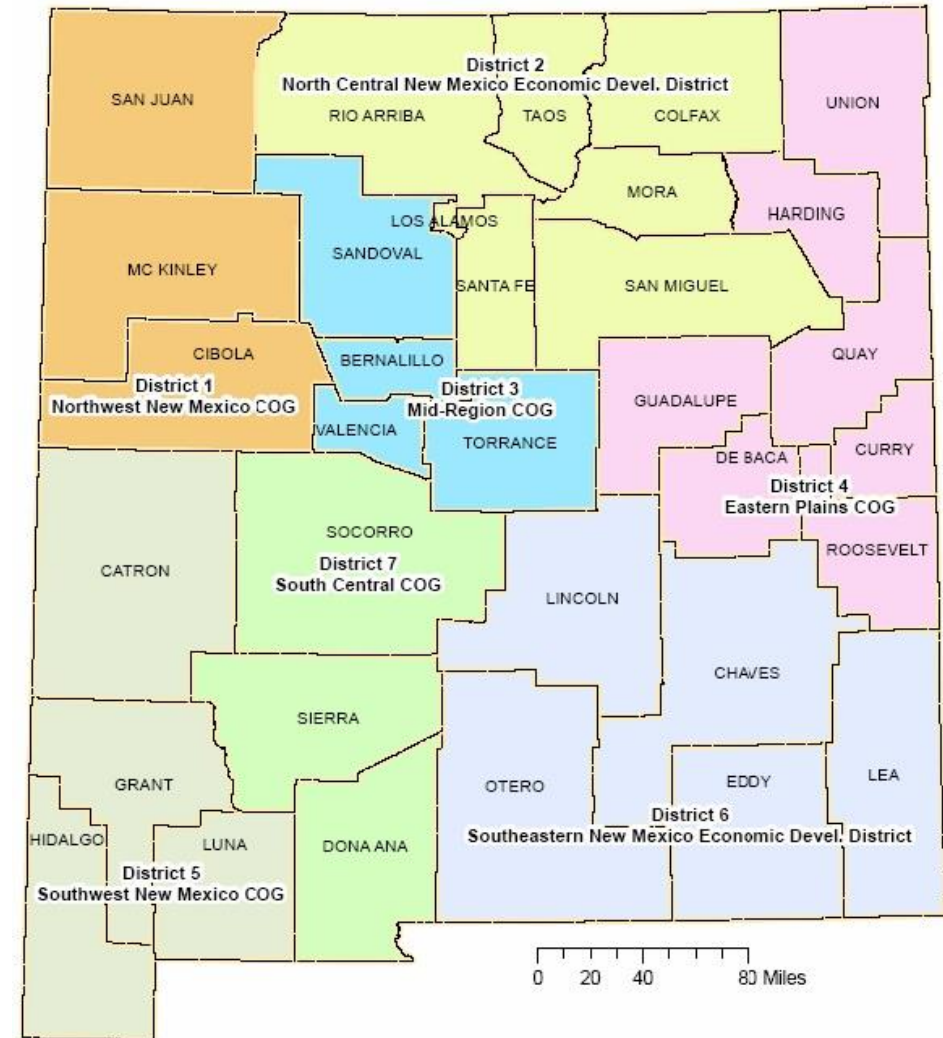 District 2
North Central New Mexico Economic Devel. District
SAN JUAN
RIO ARRIBA
TAOS
COLFAX
UNION
MORA
HARDING
LOS ALAMOS
SANDOVAL
MC KINLEY
SANTA FE
SAN MIGUEL
CIBOLA
BERNALILLO
QUAY
District 1
Northwest New Mexico COG
District 3
Mid-Region COG
GUADALUPE
VALENCIA
TORRANCE
DE BACA
CURRY
District 4
Eastern Plains COG
SOCORRO
ROOSEVELT
District 7
South Central COG
CATRON
LINCOLN
CHAVES
SIERRA
GRANT
OTERO
EDDY
LEA
District 6
Southeastern New Mexico Economic Devel. District
HIDALGO
LUNA
DONA ANA
District 5
Southwest New Mexico COG
0 20 40 80 Miles